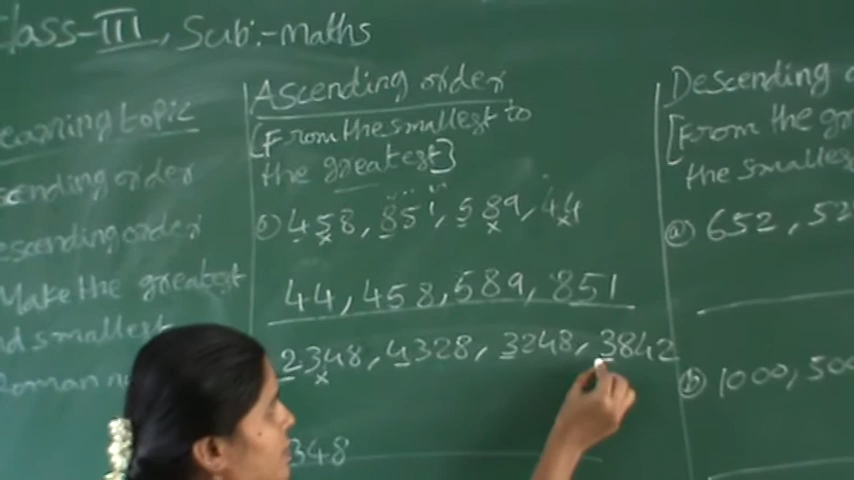 Class-III, Sub:-maths
Learning topic
Ascending order
Descending order
Make the greatest
and smallest
Roman
Ascending order
[From the smallest to
the greatest]
458, 851, 589, 44
44, 458, 589, 851
2348, 4328, 3248, 3842
348
Descending
[From the
the smallest
(a) 652, 52
(b) 1000, 500